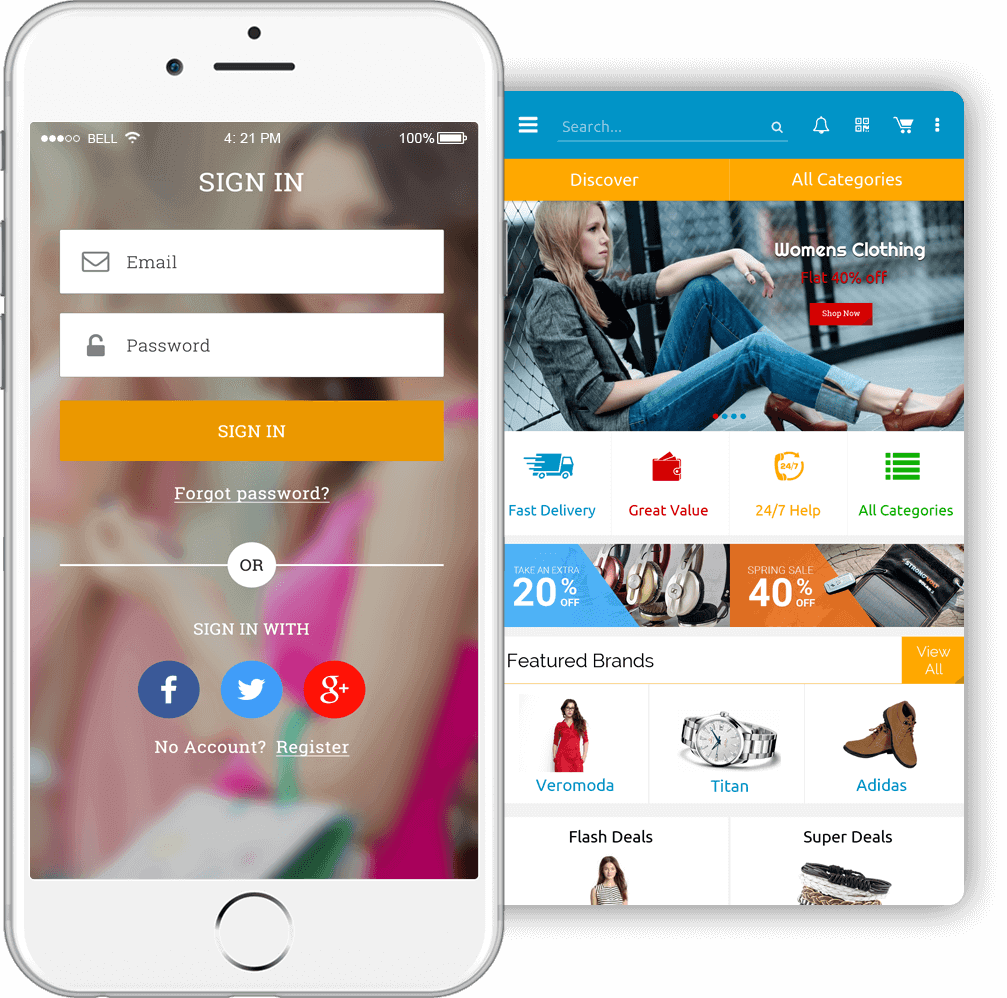 BELL
4: 21 PM
100%
SIGN IN
Email
Password
SIGN IN
Forgot password?
OR
SIGN IN WITH
f
g+
No Account? Register
Search...
Discover
All Categories
Womens Clothing
Flat 40% off
Shop Now
Fast Delivery
Great Value
24/7
24/7 Help
All Categories
TAKE AN EXTRA
20% OFF
SPRING SALE
40% OFF
Featured Brands
View
All
Veromoda
Titan
Adidas
Flash Deals
Super Deals